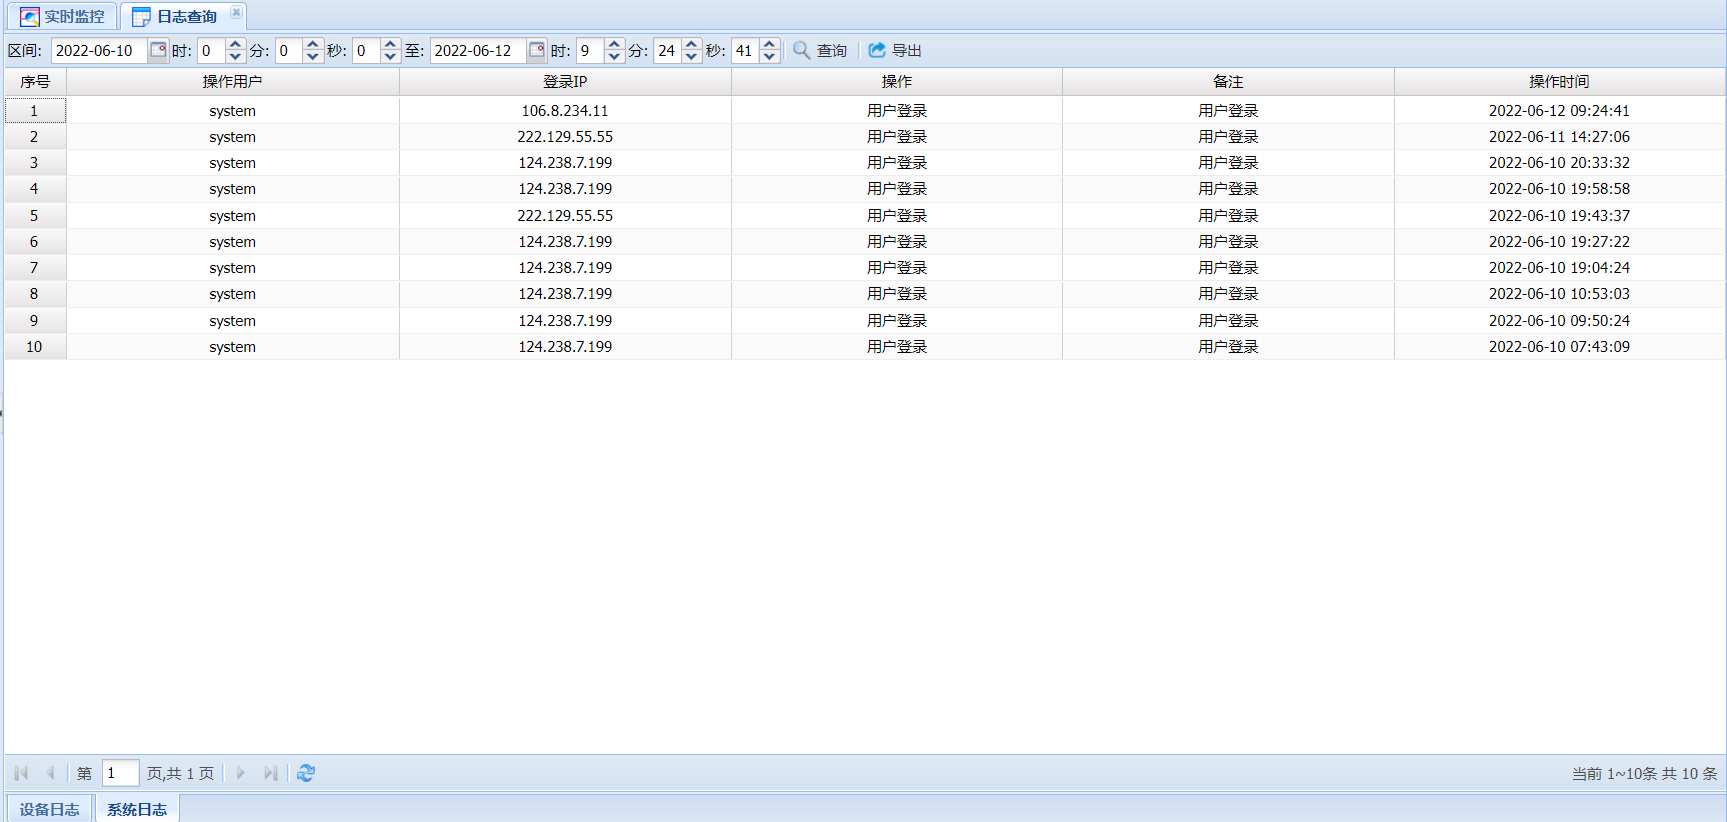 实时监控 日志查询
区间: 2022-06-10 时: 0 分: 0 秒: 0 至: 2022-06-12 时: 9 分: 24 秒: 41 查询 导出
序号 操作用户 登录IP 操作 备注 操作时间
1 system 106.8.234.11 用户登录 用户登录 2022-06-12 09:24:41
2 system 222.129.55.55 用户登录 用户登录 2022-06-11 14:27:06
3 system 124.238.7.199 用户登录 用户登录 2022-06-10 20:33:32
4 system 124.238.7.199 用户登录 用户登录 2022-06-10 19:58:58
5 system 222.129.55.55 用户登录 用户登录 2022-06-10 19:43:37
6 system 124.238.7.199 用户登录 用户登录 2022-06-10 19:27:22
7 system 124.238.7.199 用户登录 用户登录 2022-06-10 19:04:24
8 system 124.238.7.199 用户登录 用户登录 2022-06-10 10:53:03
9 system 124.238.7.199 用户登录 用户登录 2022-06-10 09:50:24
10 system 124.238.7.199 用户登录 用户登录 2022-06-10 07:43:09
第 1 页,共 1 页 当前 1~10条 共 10 条
设备日志 系统日志